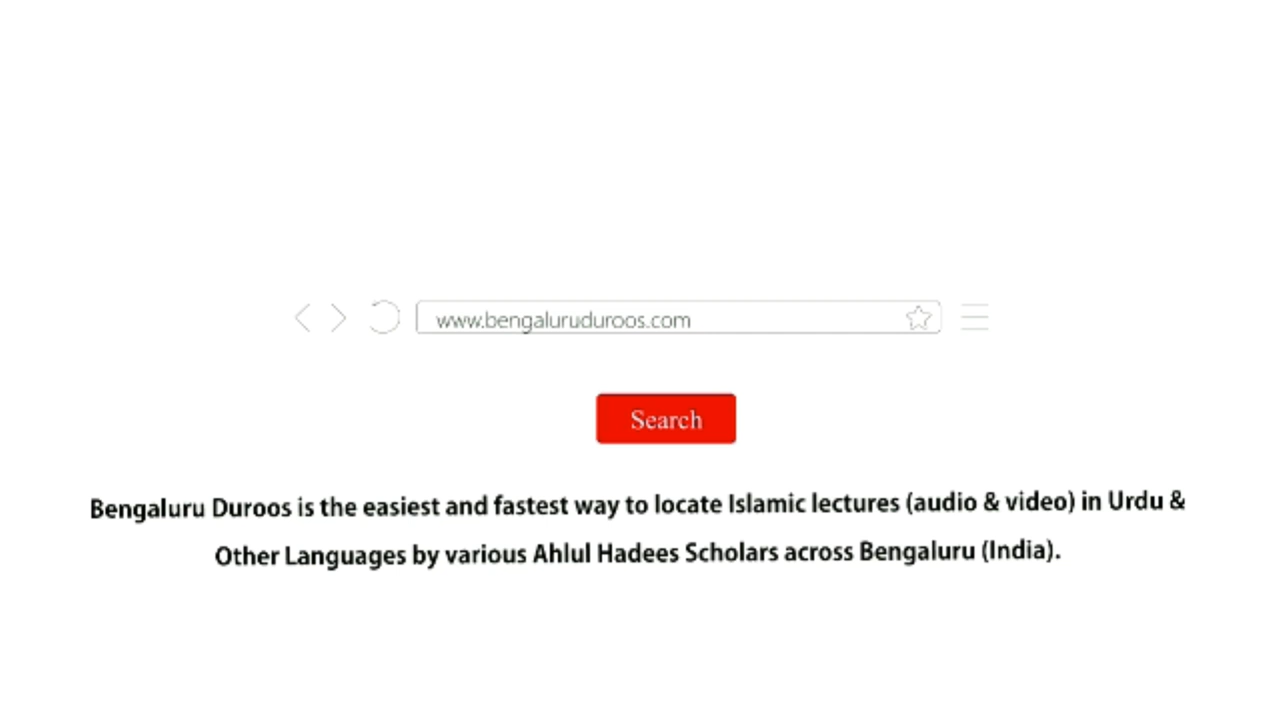 www.bengaluruduroos.com
Search
Bengaluru Duroos is the easiest and fastest way to locate Islamic lectures (audio & video) in Urdu &
Other Languages by various Ahlul Hadees Scholars across Bengaluru (India).